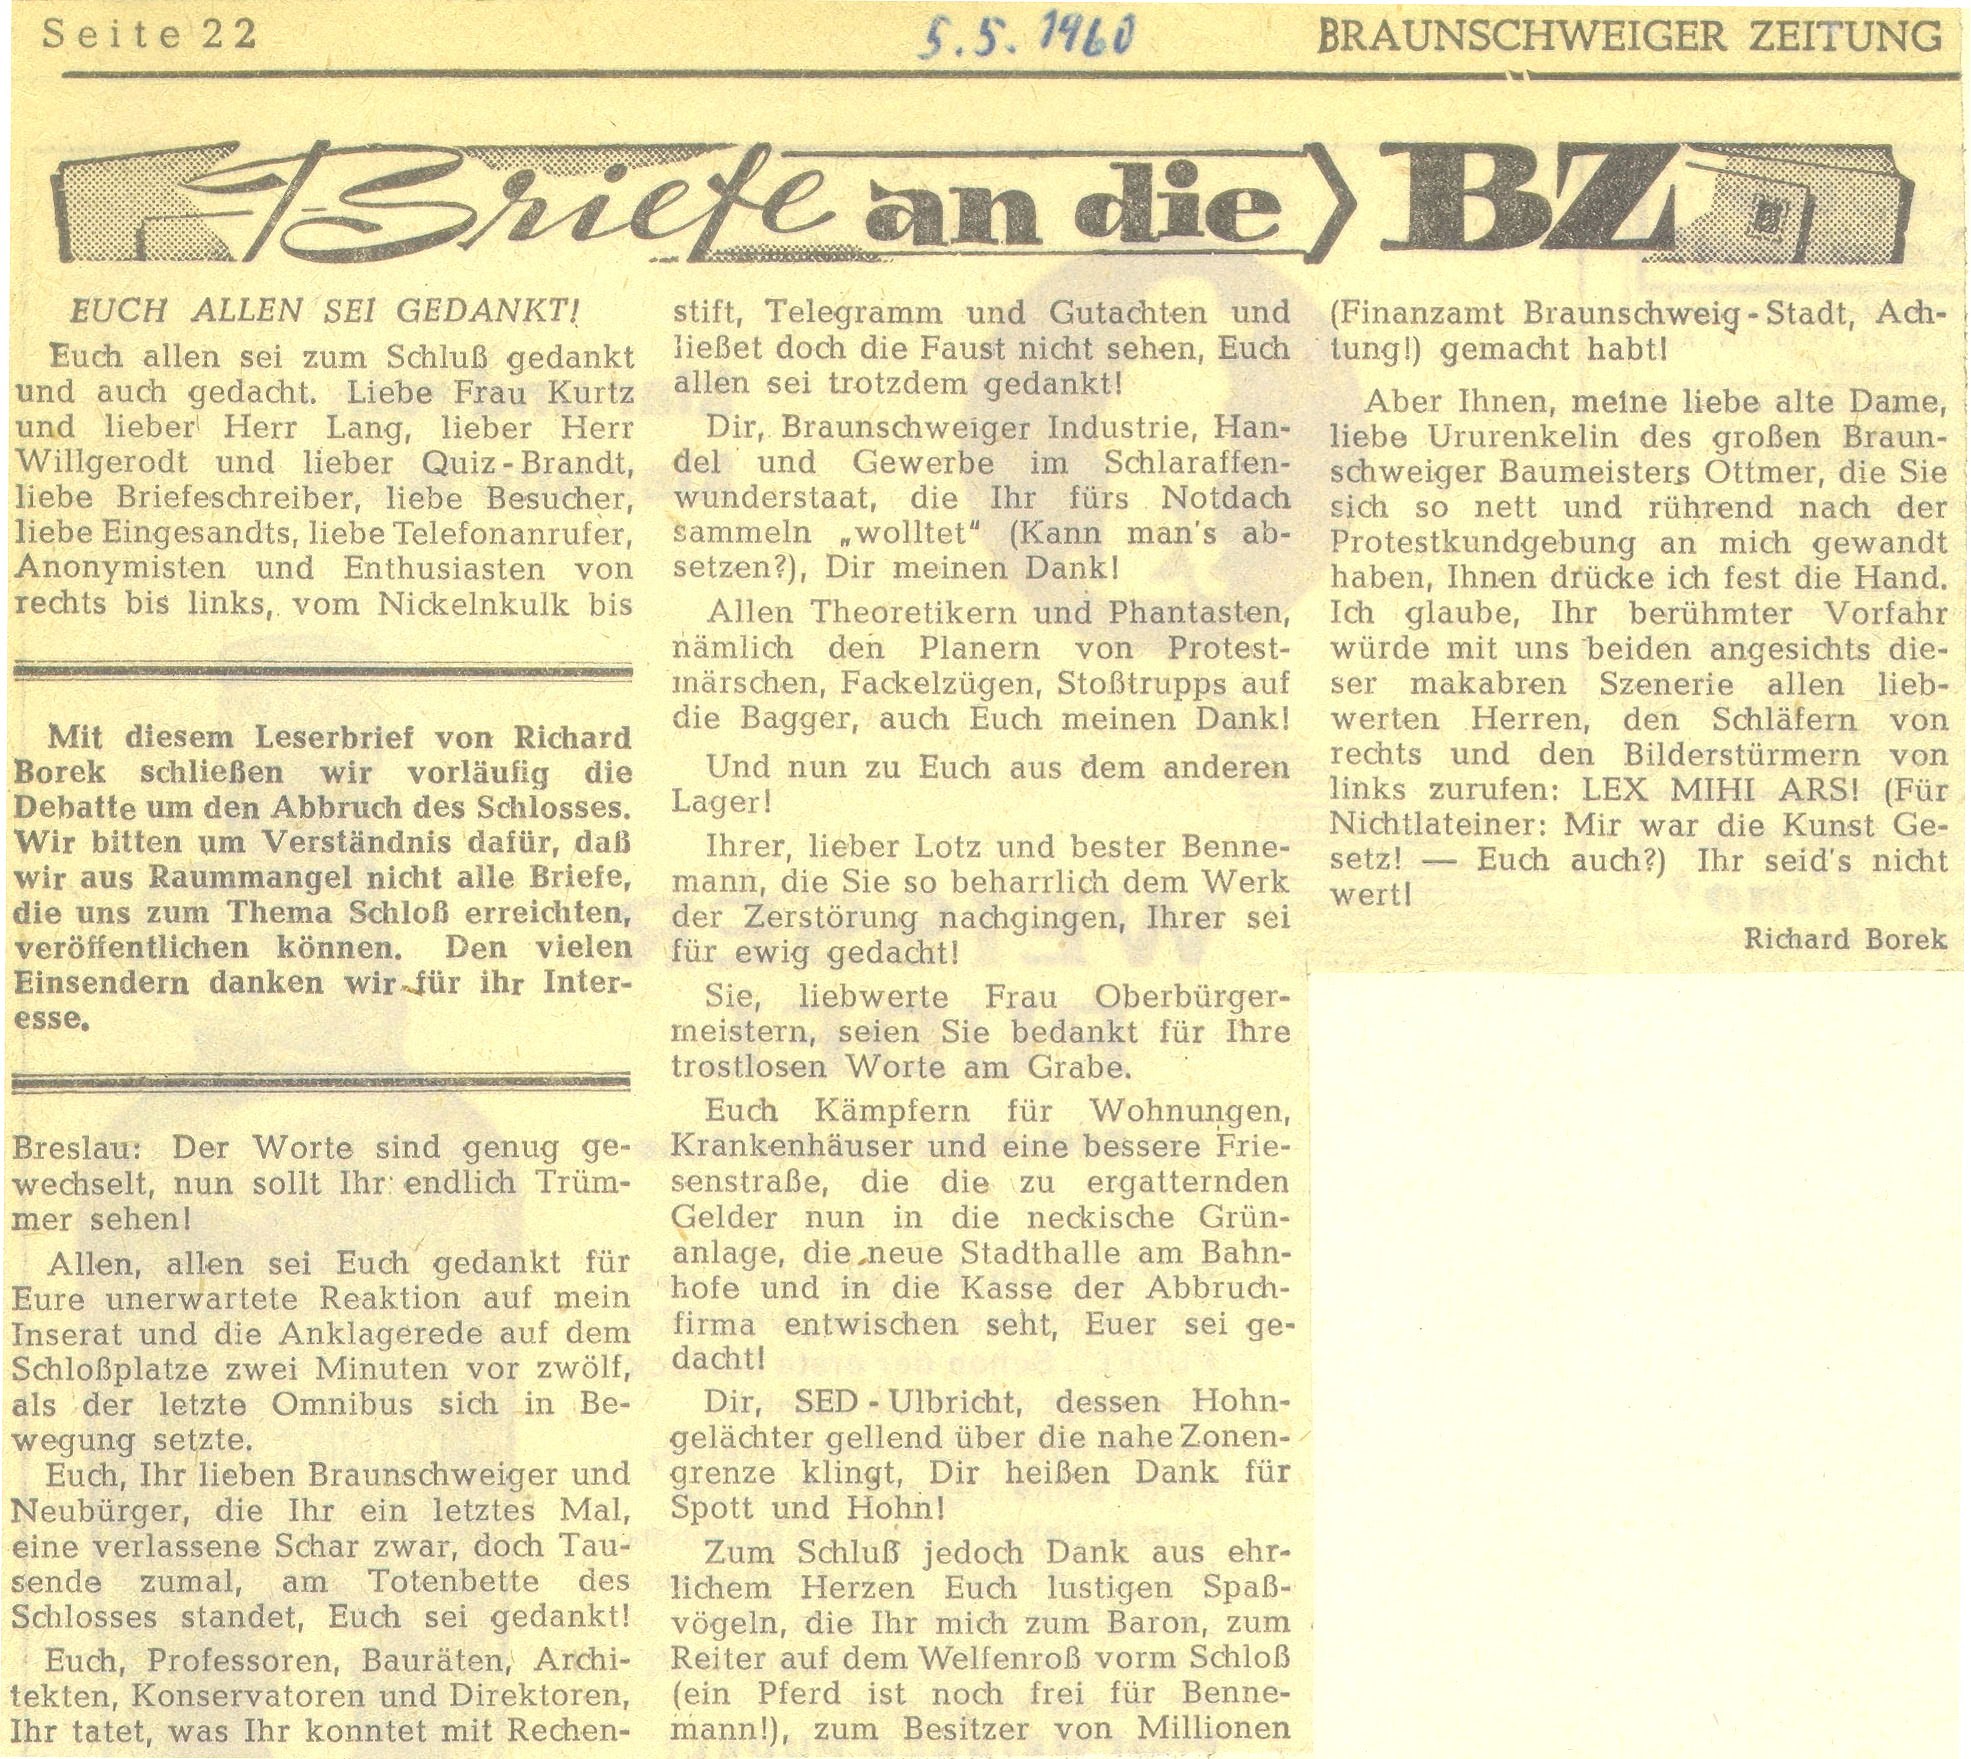 Seite 22
5.5.1960
BRAUNSCHWEIGER ZEITUNG
Briefe an die BZ
EUCH ALLEN SEI GEDANKT!
Euch allen sei zum Schluß gedankt
und auch gedacht. Liebe Frau Kurtz
und lieber Herr Lang, lieber Herr
Willgerodt und lieber Quiz-Brandt,
liebe Briefeschreiber, liebe Besucher,
liebe Eingesandts, liebe Telefonanrufer,
Anonymisten und Enthusiasten von
rechts bis links, vom Nickelnkulk bis
Mit diesem Leserbrief von Richard
Borek schließen wir vorläufig die
Debatte um den Abbruch des Schlosses.
Wir bitten um Verständnis dafür, daß
wir aus Raummangel nicht alle Briefe,
die uns zum Thema Schloß erreichten,
veröffentlichen können. Den vielen
Einsendern danken wir für ihr Inter-
esse.
Breslau: Der Worte sind genug ge-
wechselt, nun sollt Ihr endlich Trüm-
mer sehen!
Allen, allen sei Euch gedankt für
Eure unerwartete Reaktion auf mein
Inserat und die Anklagerede auf dem
Schloßplatze zwei Minuten vor zwölf,
als der letzte Omnibus sich in Be-
wegung setzte.
Euch, Ihr lieben Braunschweiger und
Neubürger, die Ihr ein letztes Mal,
eine verlassene Schar zwar, doch Tau-
sende zumal, am Totenbette des
Schlosses standet, Euch sei gedankt!
Euch, Professoren, Bauräten, Archi-
tekten, Konservatoren und Direktoren,
Ihr tatet, was Ihr konntet mit Rechen-
stift, Telegramm und Gutachten und
ließet doch die Faust nicht sehen, Euch
allen sei trotzdem gedankt!
Dir, Braunschweiger Industrie, Han-
del und Gewerbe im Schlaraffen-
wunderstaat, die Ihr fürs Notdach
sammeln „wolltet“ (Kann man's ab-
setzen?), Dir meinen Dank!
Allen Theoretikern und Phantasten,
nämlich den Planern von Protest-
märschen, Fackelzügen, Stoßtrupps auf
die Bagger, auch Euch meinen Dank!
Und nun zu Euch aus dem anderen
Lager!
Ihrer, lieber Lotz und bester Benne-
mann, die Sie so beharrlich dem Werk
der Zerstörung nachgingen, Ihrer sei
für ewig gedacht!
Sie, liebwerte Frau Oberbürger-
meistern, seien Sie bedankt für Ihre
trostlosen Worte am Grabe.
Euch Kämpfern für Wohnungen,
Krankenhäuser und eine bessere Frie-
senstraße, die die zu ergatternden
Gelder nun in die neckische Grün-
anlage, die neue Stadthalle am Bahn-
hofe und in die Kasse der Abbruch-
firma entwischen seht, Euer sei ge-
dacht!
Dir, SED-Ulbricht, dessen Hohn-
gelächter gellend über die nahe Zonen-
grenze klingt, Dir heißen Dank für
Spott und Hohn!
Zum Schluß jedoch Dank aus ehr-
lichem Herzen Euch lustigen Spaß-
vögeln, die Ihr mich zum Baron, zum
Reiter auf dem Welfenroß vorm Schloß
(ein Pferd ist noch frei für Benne-
mann!), zum Besitzer von Millionen
(Finanzamt Braunschweig-Stadt, Ach-
tung!) gemacht habt!
Aber Ihnen, meine liebe alte Dame,
liebe Ururenkelin des großen Braun-
schweiger Baumeisters Ottmer, die Sie
sich so nett und rührend nach der
Protestkundgebung an mich gewandt
haben, Ihnen drücke ich fest die Hand.
Ich glaube, Ihr berühmter Vorfahr
würde mit uns beiden angesichts die-
ser makabren Szenerie allen lieb-
werten Herren, den Schläfern von
rechts und den Bilderstürmern von
links zurufen: LEX MIHI ARS! (Für
Nichtlateiner: Mir war die Kunst Ge-
setz! — Euch auch?) Ihr seid's nicht
wert!
Richard Borek